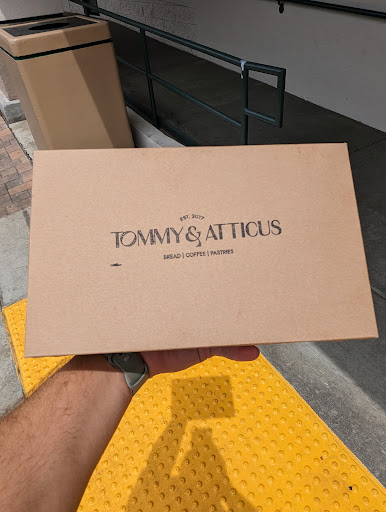 EST. 2017
TOMMY & ATTICUS
BREAD | COFFEE | PASTRIES